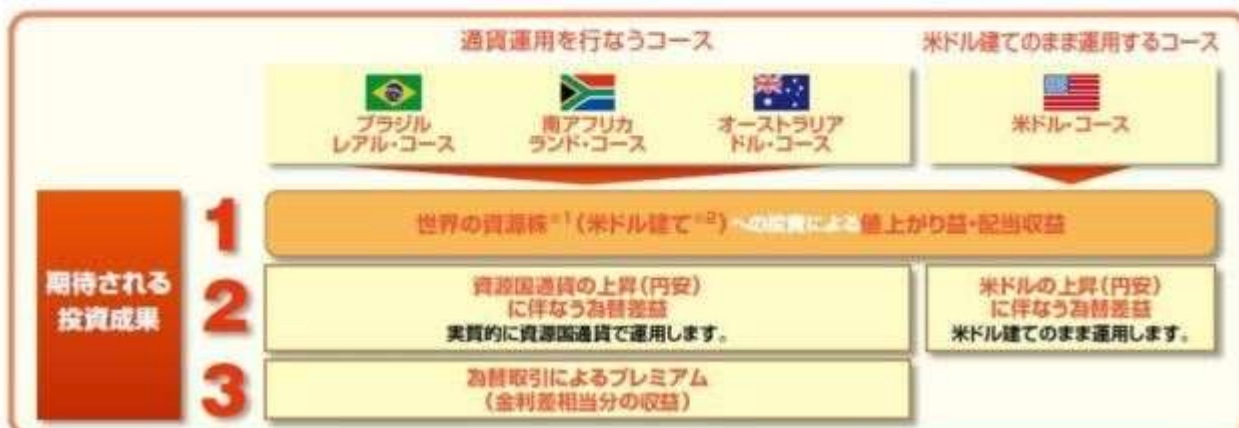 通貨運用を行なうコース
米ドル建てのまま運用するコース
ブラジル
レアル・コース
南アフリカ
ランド・コース
オーストラリア
ドル・コース
米ドル・コース
期待される
投資成果
1
世界の資源株※1（米ドル建て※2）への投資による値上がり益・配当収益
2
資源国通貨の上昇（円安）
に伴なう為替差益
実質的に資源国通貨で運用します。
米ドルの上昇（円安）
に伴なう為替差益
米ドル建てのまま運用します。
3
為替取引によるプレミアム
（金利差相当分の収益）